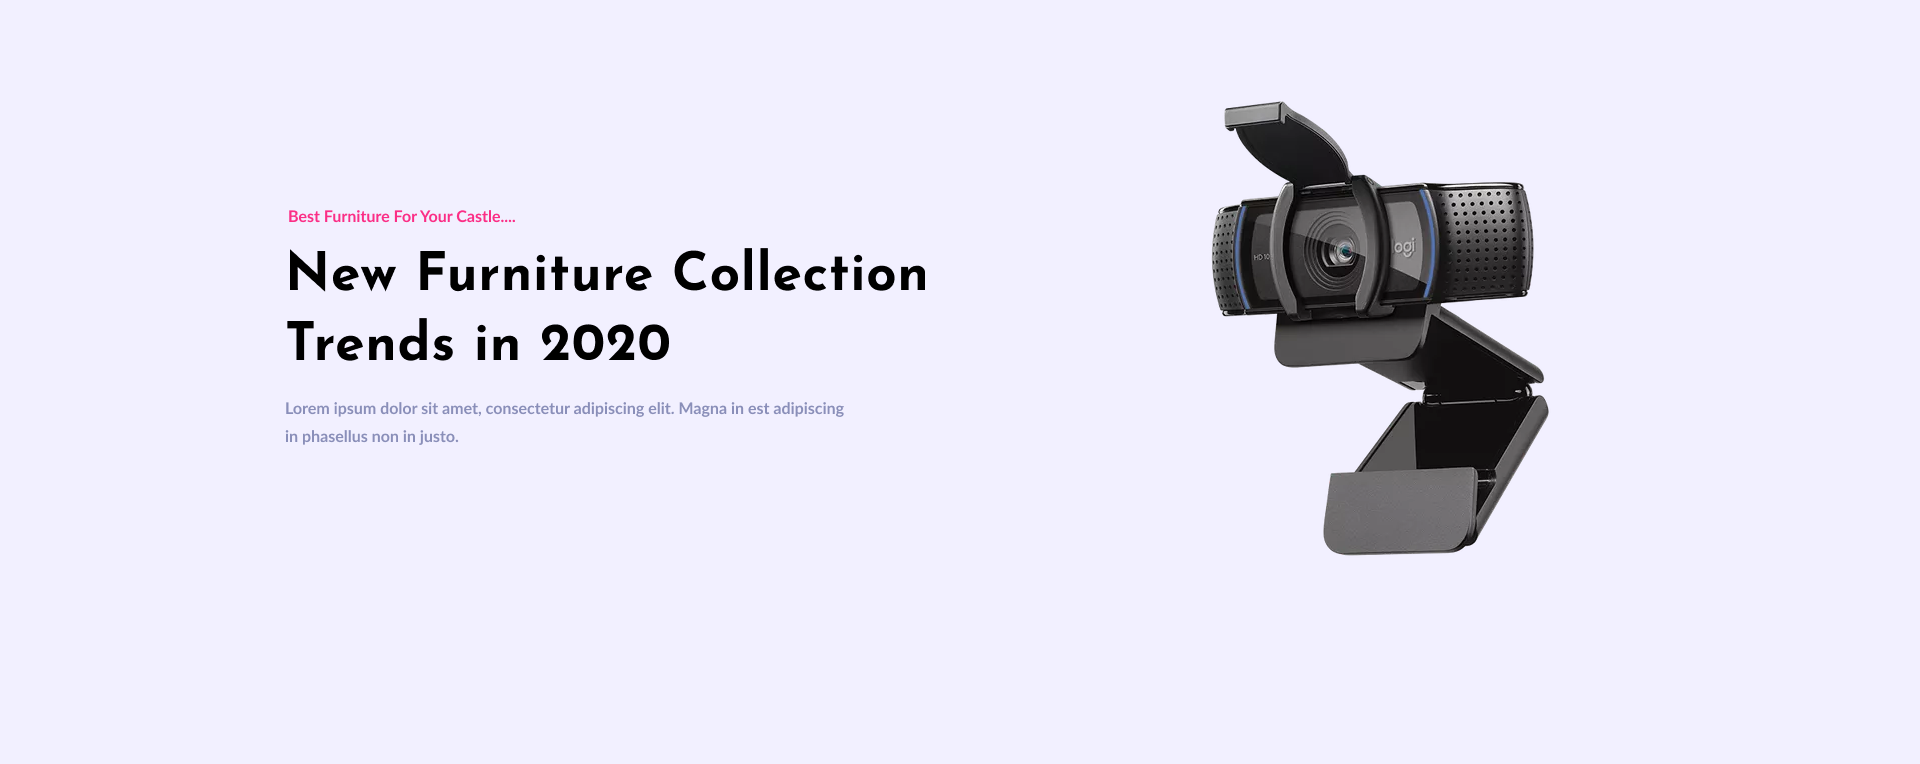 Best Furniture For Your Castle....
New Furniture Collection
Trends in 2020
Lorem ipsum dolor sit amet, consectetur adipiscing elit. Magna in est adipiscing
in phasellus non in justo.
HD 10
ogi